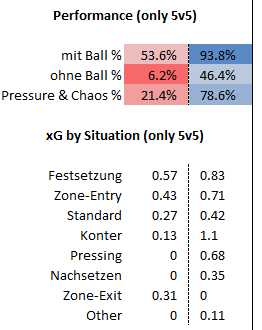 Performance (only 5v5)
mit Ball % 53.6% 93.8%
ohne Ball % 6.2% 46.4%
Pressure & Chaos % 21.4% 78.6%
xG by Situation (only 5v5)
Festsetzung 0.57 0.83
Zone-Entry 0.43 0.71
Standard 0.27 0.42
Konter 0.13 1.1
Pressing 0 0.68
Nachsetzen 0 0.35
Zone-Exit 0.31 0
Other 0 0.11